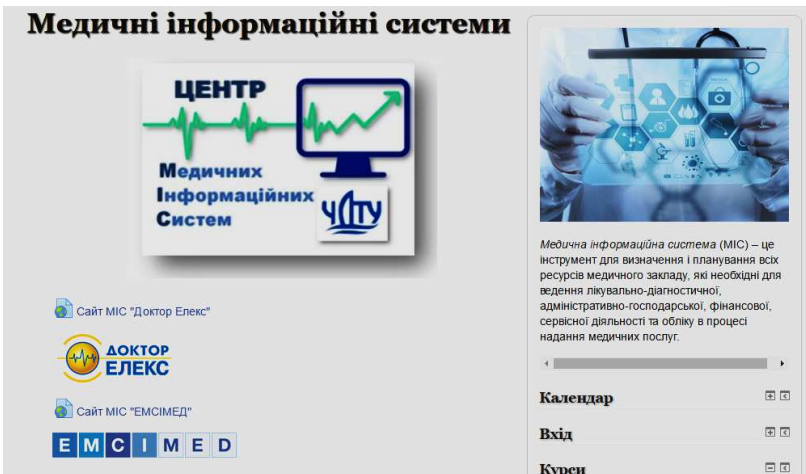 Медичні інформаційні системи
ЦЕНТР
Медичних
Інформаційних
Систем
ЧДТУ
Сайт МІС "Доктор Елекс"
ДОКТОР
ЕЛЕКС
Сайт МІС "ЕМСІМЕД"
EMCIMED
Медична інформаційна система (МІС) – це
інструмент для визначення і планування всіх
ресурсів медичного закладу, які необхідні для
ведення лікувально-діагностичної,
адміністративно-господарської, фінансової,
сервісної діяльності та обліку в процесі
надання медичних послуг.
Календар
Вхід
Курси